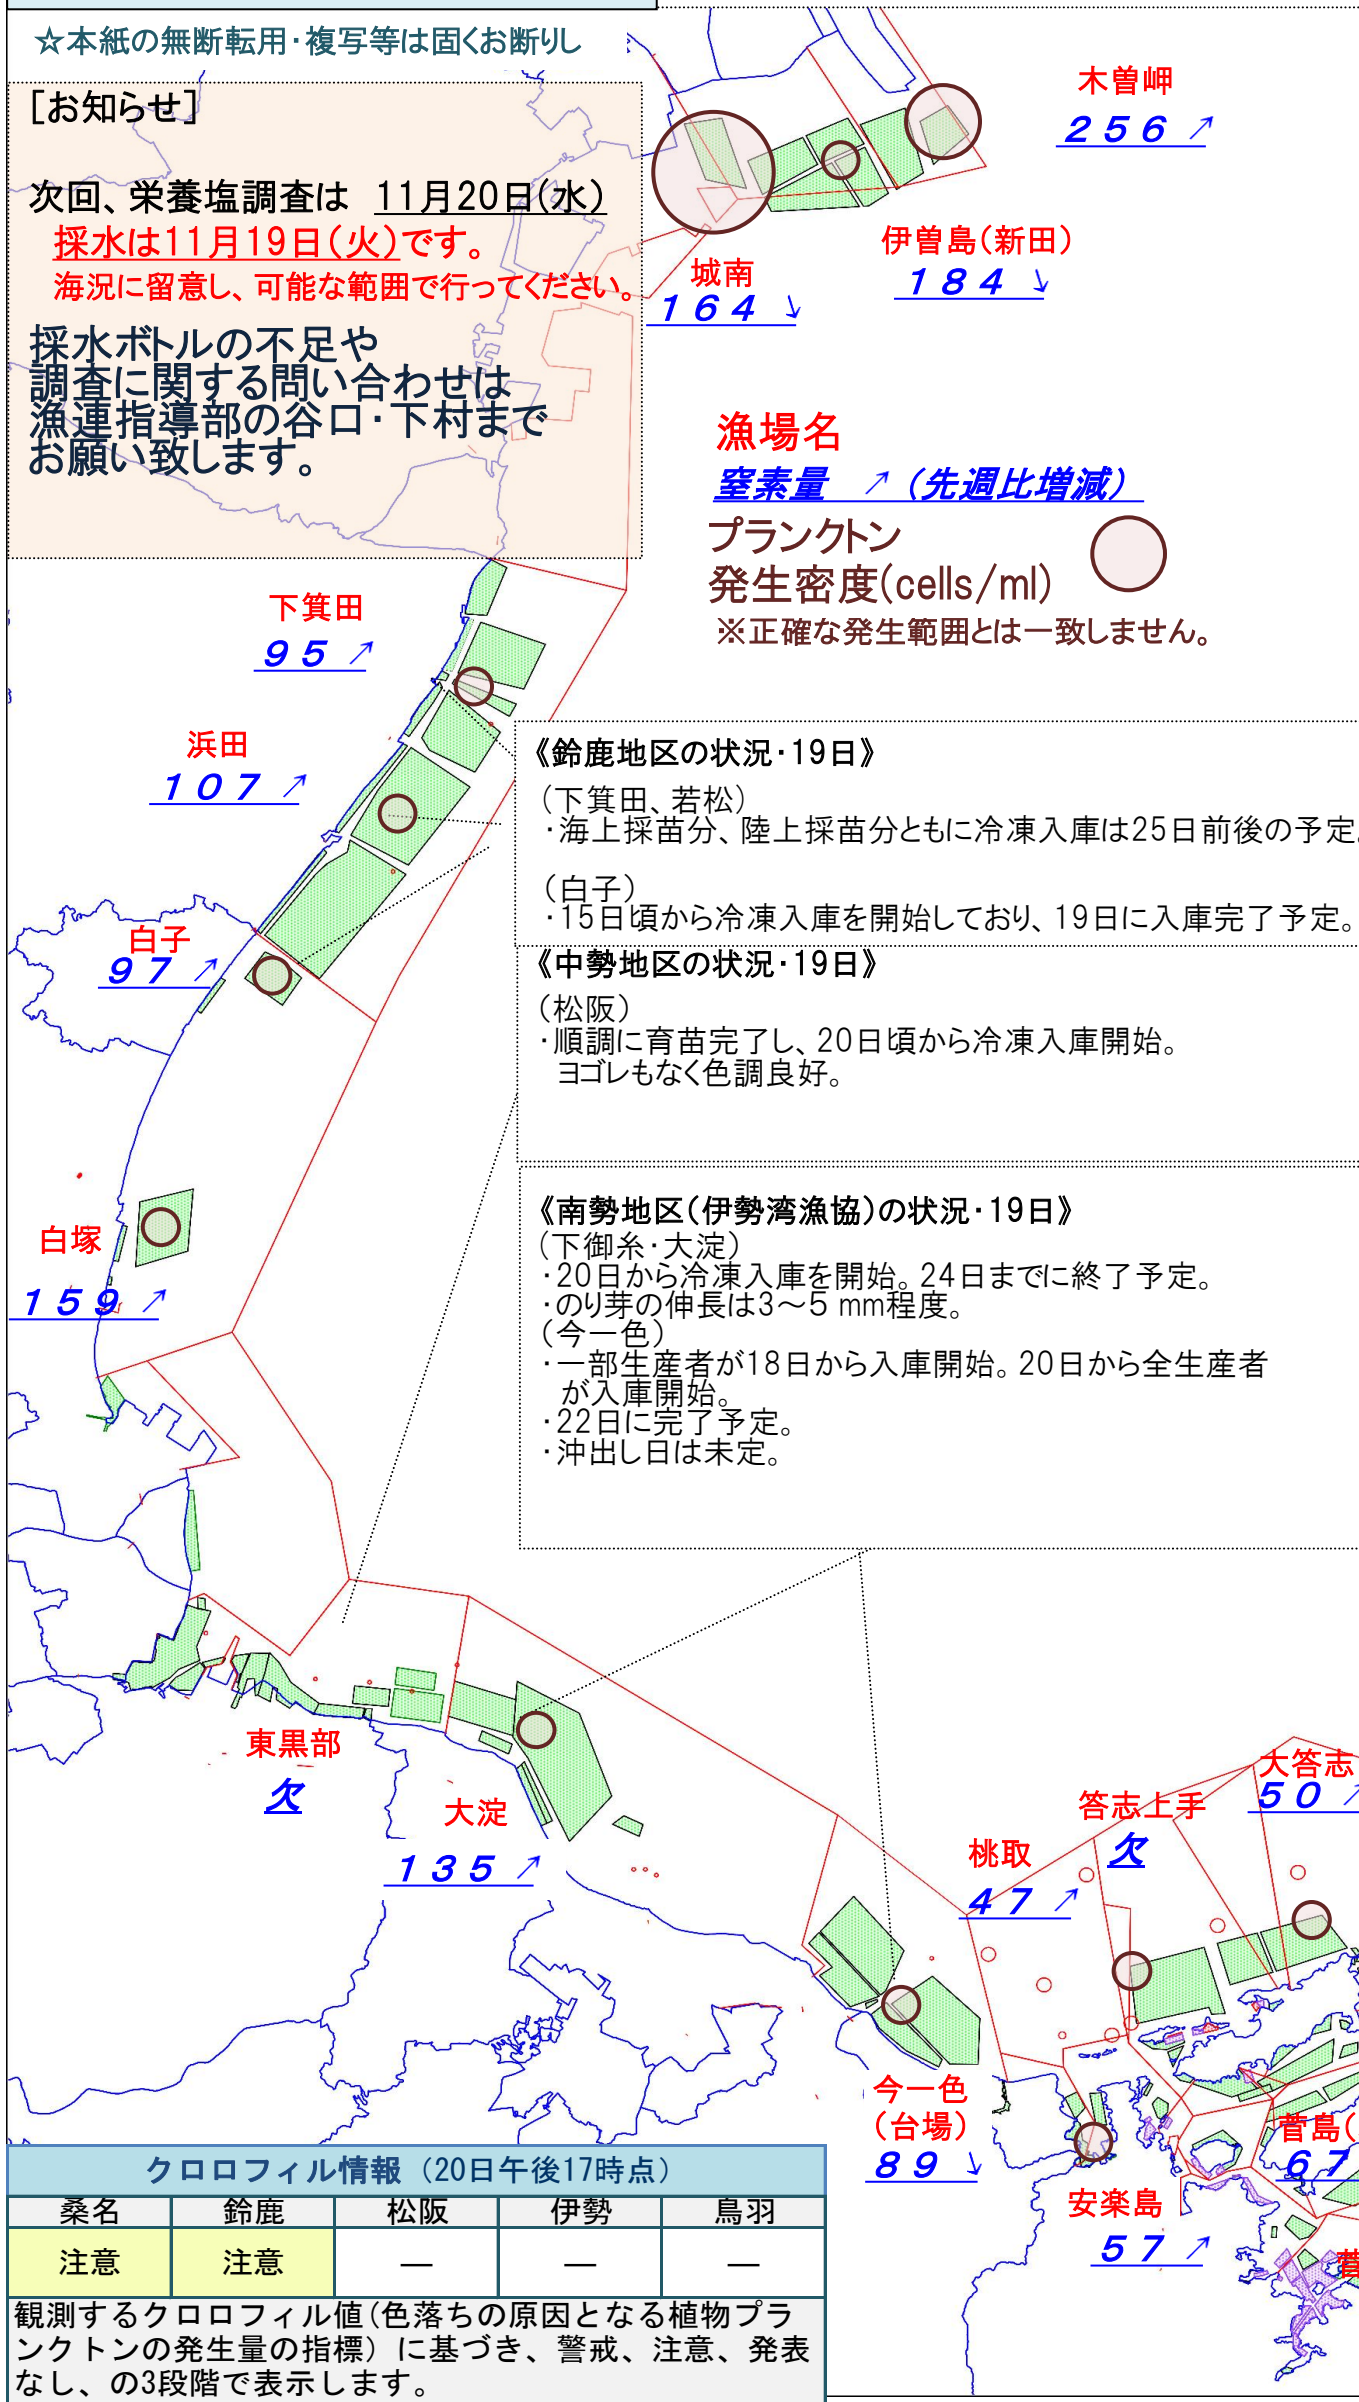 ☆本紙の無断転用・複写等は固くお断りし
[お知らせ]
次回、栄養塩調査は 11月20日(水)
採水は11月19日(火)です。
海況に留意し、可能な範囲で行ってください。
採水ボトルの不足や
調査に関する問い合わせは
漁連指導部の谷口・下村まで
お願い致します。
木曽岬
256 ↗
伊曽島(新田)
184 ↘
城南
164 ↘
漁場名
窒素量 ↗ (先週比増減)
プランクトン
発生密度(cells/ml)
※正確な発生範囲とは一致しません。
下箕田
95 ↗
浜田
107 ↗
白子
97 ↗
白塚
159 ↗
《鈴鹿地区の状況・19日》
(下箕田、若松)
・海上採苗分、陸上採苗分ともに冷凍入庫は25日前後の予定。
(白子)
・15日頃から冷凍入庫を開始しており、19日に入庫完了予定。
《中勢地区の状況・19日》
(松阪)
・順調に育苗完了し、20日頃から冷凍入庫開始。
ヨゴレもなく色調良好。
《南勢地区(伊勢湾漁協)の状況・19日》
(下御糸・大淀)
・20日から冷凍入庫を開始。24日までに終了予定。
・のり芽の伸長は3～5 mm程度。
(今一色)
・一部生産者が18日から入庫開始。20日から全生産者
が入庫開始。
・22日に完了予定。
・沖出し日は未定。
東黒部
欠
大淀
135 ↗
桃取
47 ↗
答志上手
欠
大答志
50 ↗
今一色
(台場)
89 ↘
安楽島
57 ↗
菅島(
67
クロロフィル情報 (20日午後17時点)
桑名 鈴鹿 松阪 伊勢 鳥羽
注意 注意 ― ― ―
観測するクロロフィル値(色落ちの原因となる植物プラ
ンクトンの発生量の指標)に基づき、警戒、注意、発表
なし、の3段階で表示します。